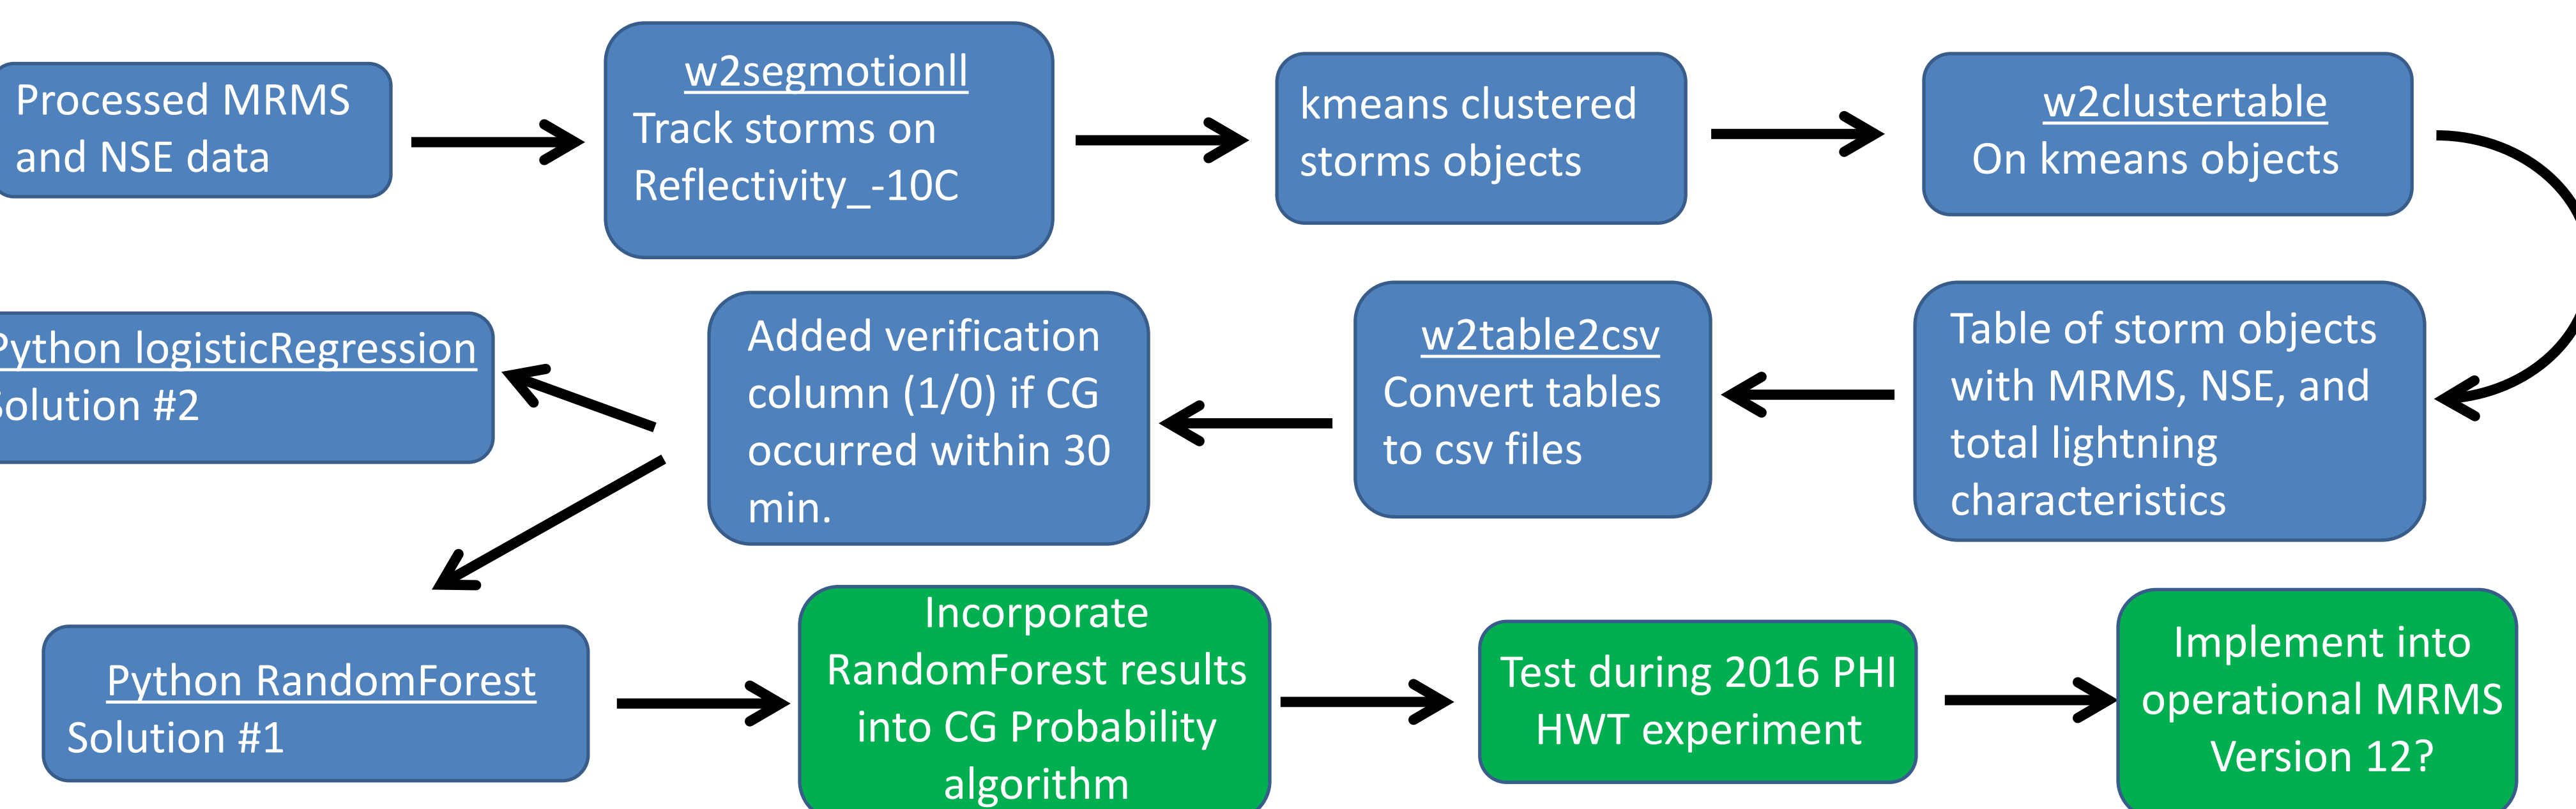 Processed MRMS
and NSE data
w2segmotionll
Track storms on
Reflectivity_-10C
kmeans clustered
storms objects
w2clustertable
On kmeans objects
Table of storm objects
with MRMS, NSE, and
total lightning
characteristics
w2table2csv
Convert tables
to csv files
Added verification
column (1/0) if CG
occurred within 30
min.
Python logisticRegression
Solution #2
Python RandomForest
Solution #1
Incorporate
RandomForest results
into CG Probability
algorithm
Test during 2016 PHI
HWT experiment
Implement into
operational MRMS
Version 12?